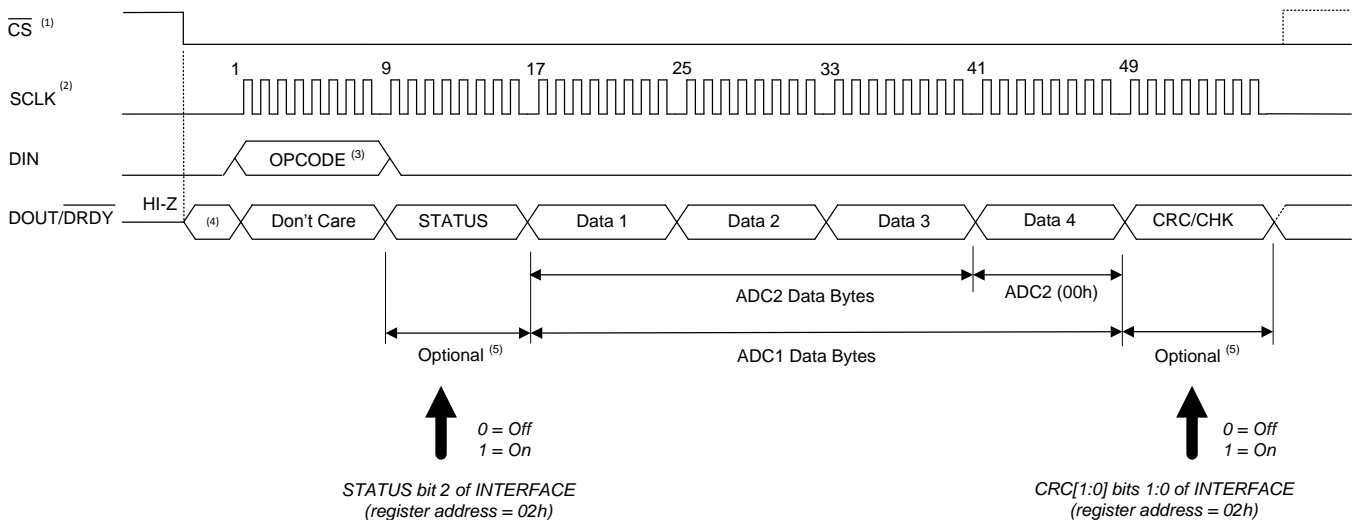 CS (1)
1 9 17 25 33 41 49
SCLK (2)
DIN OPCODE (3)
DOUT/DRDY HI-Z (4) Don't Care STATUS Data 1 Data 2 Data 3 Data 4 CRC/CHK
ADC2 Data Bytes ADC2 (00h)
Optional (5) ADC1 Data Bytes Optional (5)
0 = Off 0 = Off
1 = On 1 = On
STATUS bit 2 of INTERFACE CRC[1:0] bits 1:0 of INTERFACE
(register address = 02h) (register address = 02h)